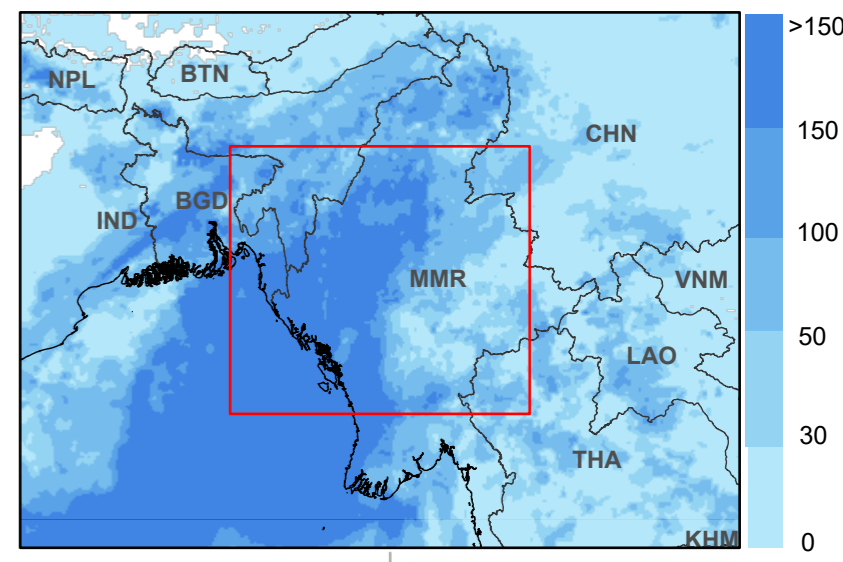 >150
NPL
BTN
CHN
150
BGD
IND
100
MMR
VNM
50
LAO
30
THA
KHM
0